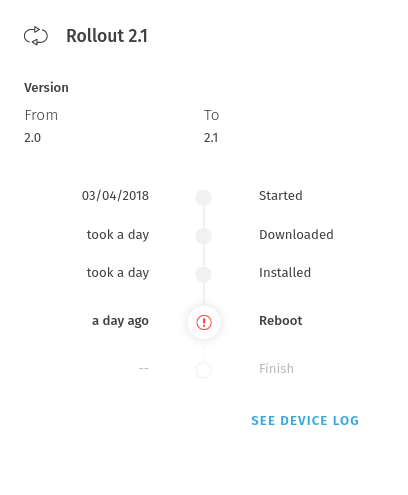 Rollout 2.1
Version
From To
2.0 2.1
03/04/2018 Started
took a day Downloaded
took a day Installed
a day ago Reboot
-- Finish
SEE DEVICE LOG